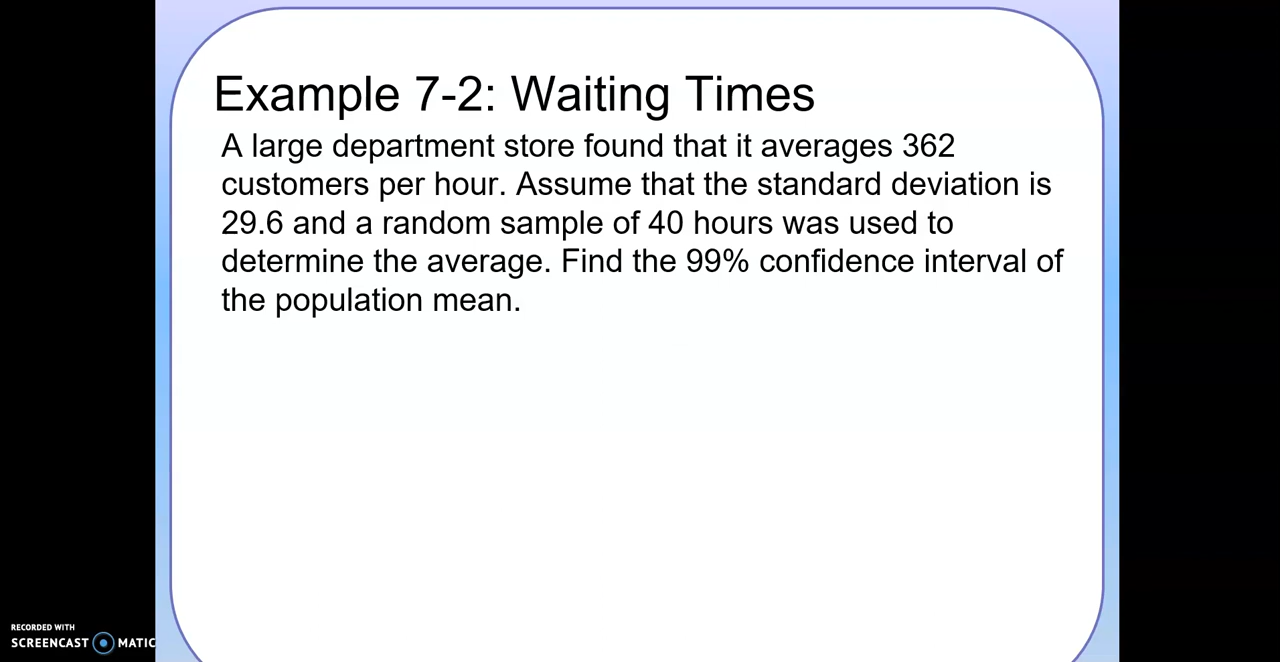 Example 7-2: Waiting Times
A large department store found that it averages 362
customers per hour. Assume that the standard deviation is
29.6 and a random sample of 40 hours was used to
determine the average. Find the 99% confidence interval of
the population mean.
RECORDED WITH
SCREENCAST MATIC